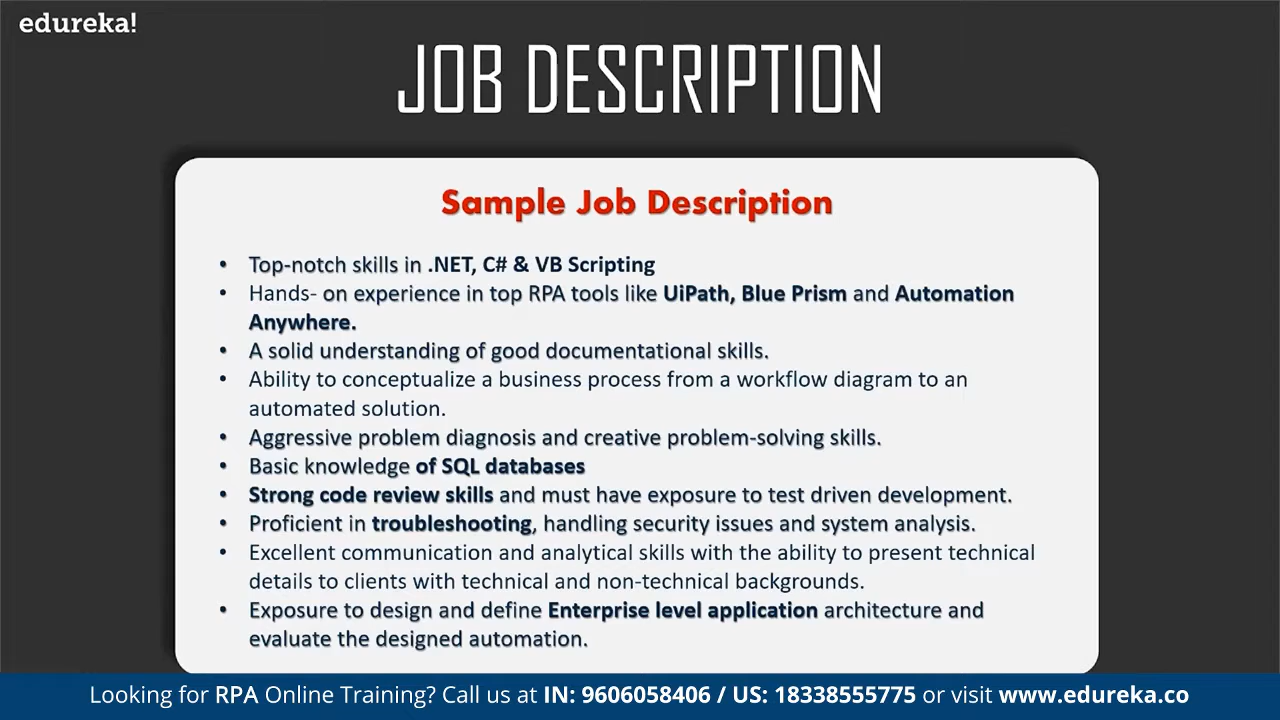 edureka!
JOB DESCRIPTION
Sample Job Description
• Top-notch skills in .NET, C# & VB Scripting
• Hands- on experience in top RPA tools like UiPath, Blue Prism and Automation
Anywhere.
• A solid understanding of good documentational skills.
• Ability to conceptualize a business process from a workflow diagram to an
automated solution.
• Aggressive problem diagnosis and creative problem-solving skills.
• Basic knowledge of SQL databases
• Strong code review skills and must have exposure to test driven development.
• Proficient in troubleshooting, handling security issues and system analysis.
• Excellent communication and analytical skills with the ability to present technical
details to clients with technical and non-technical backgrounds.
• Exposure to design and define Enterprise level application architecture and
evaluate the designed automation.
Looking for RPA Online Training? Call us at IN: 9606058406 / US: 18338555775 or visit www.edureka.co